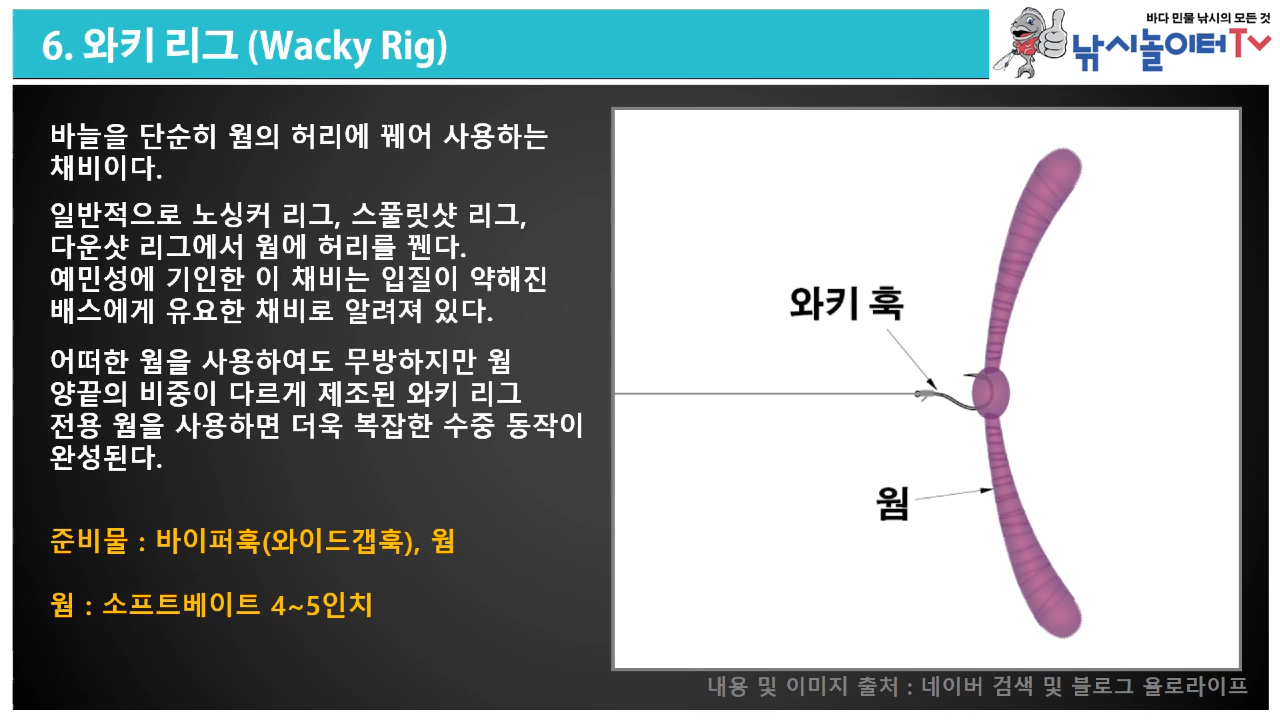 6. 와키 리그 (Wacky Rig)
바다 민물 낚시의 모든 것
낚시놀이터Tv
바늘을 단순히 웜의 허리에 꿰어 사용하는
채비이다.
일반적으로 노싱커 리그, 스풀릿샷 리그,
다운샷 리그에서 웜에 허리를 꿴다.
예민성에 기인한 이 채비는 입질이 약해진
배스에게 유요한 채비로 알려져 있다.
어떠한 웜을 사용하여도 무방하지만 웜
양끝의 비중이 다르게 제조된 와키 리그
전용 웜을 사용하면 더욱 복잡한 수중 동작이
완성된다.
준비물 : 바이퍼훅(와이드갭훅), 웜
웜 : 소프트베이트 4~5인치
와키 훅
웜
내용 및 이미지 출처 : 네이버 검색 및 블로그 욜로라이프